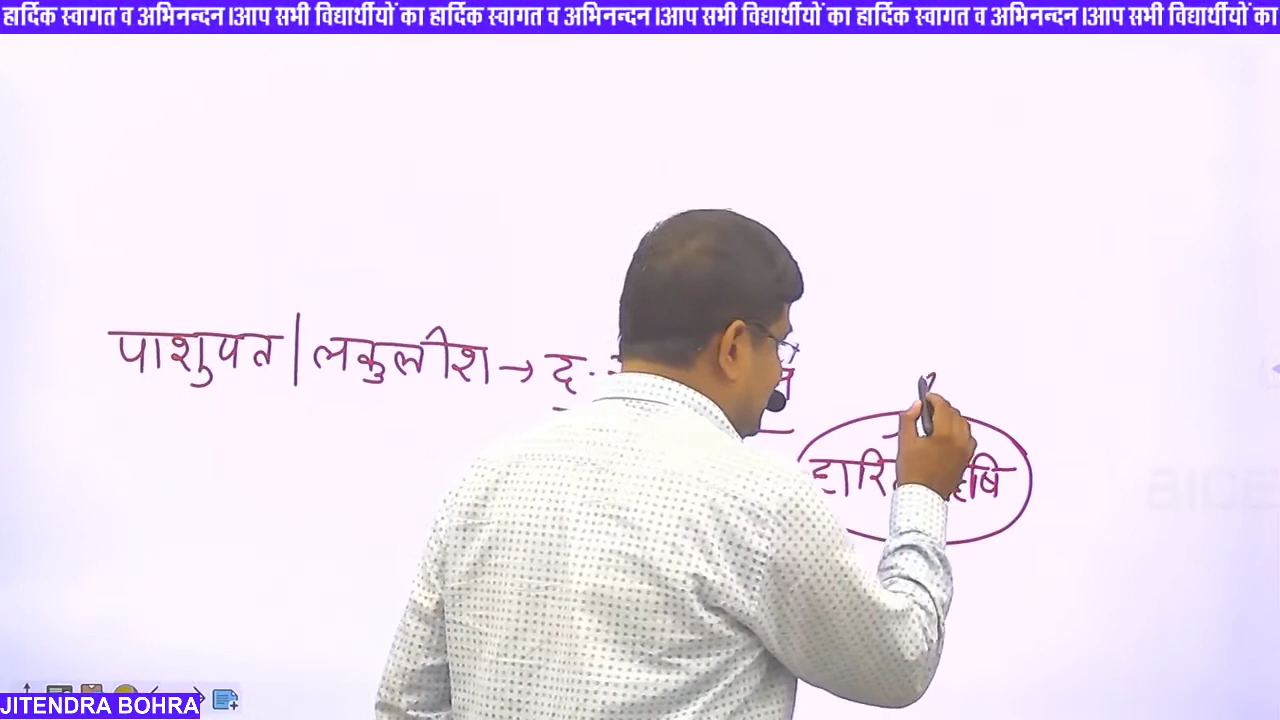 हार्दिक स्वागत व अभिनन्दन।आप सभी विद्यार्थीयों का हार्दिक स्वागत व अभिनन्दन।आप सभी विद्यार्थीयों का हार्दिक स्वागत व अभिनन्दन।आप सभी विद्यार्थीयों का
पाशुपत | लकुलीश → द.
JITENDRA BOHRA